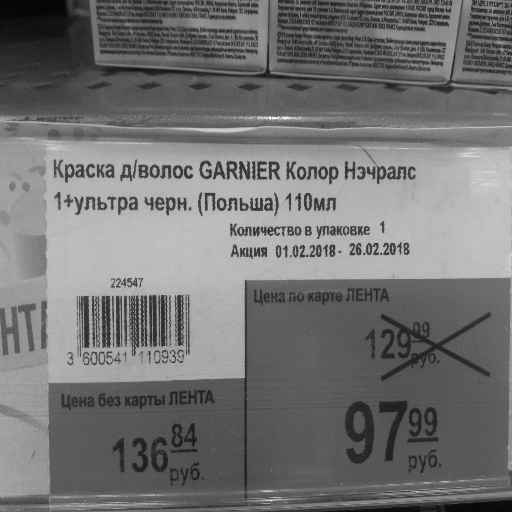 Краска д/волос GARNIER Колор Нэчралс
1+ультра черн. (Польша) 110мл
Количество в упаковке 1
Акция 01.02.2018 - 26.02.2018
224547
3 600541 110939
Цена по карте ЛЕНТА
129 99 руб.
97 99 руб.
Цена без карты ЛЕНТА
136 84 руб.